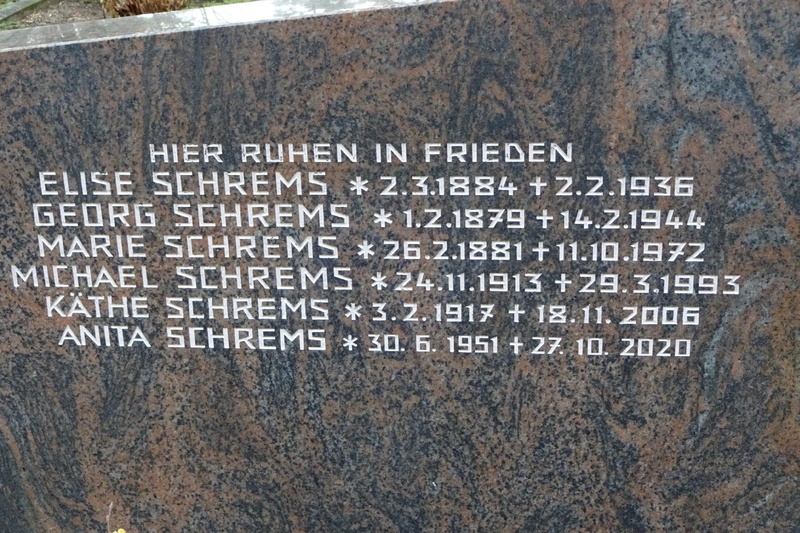 HIER RUHEN IN FRIEDEN
ELISE SCHREMS * 2.3.1884 + 2.2.1936
GEORG SCHREMS * 1.2.1879 + 14.2.1944
MARIE SCHREMS * 26.2.1881 + 11.10.1972
MICHAEL SCHREMS * 24.11.1913 + 29.3.1993
KÄTHE SCHREMS * 3.2.1917 + 18.11.2006
ANITA SCHREMS * 30.6.1951 + 27.10.2020